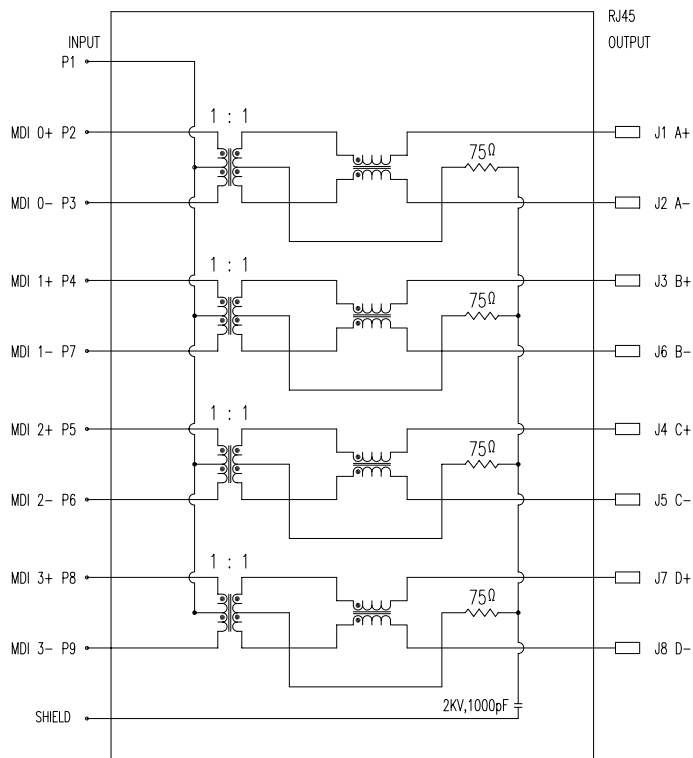 RJ45
INPUT OUTPUT
P1
1 : 1
MDI 0+ P2 J1 A+
75Ω
MDI 0- P3 J2 A-
1 : 1
MDI 1+ P4 J3 B+
75Ω
MDI 1- P7 J6 B-
1 : 1
MDI 2+ P5 J4 C+
75Ω
MDI 2- P6 J5 C-
1 : 1
MDI 3+ P8 J7 D+
75Ω
MDI 3- P9 J8 D-
2KV,1000pF
SHIELD